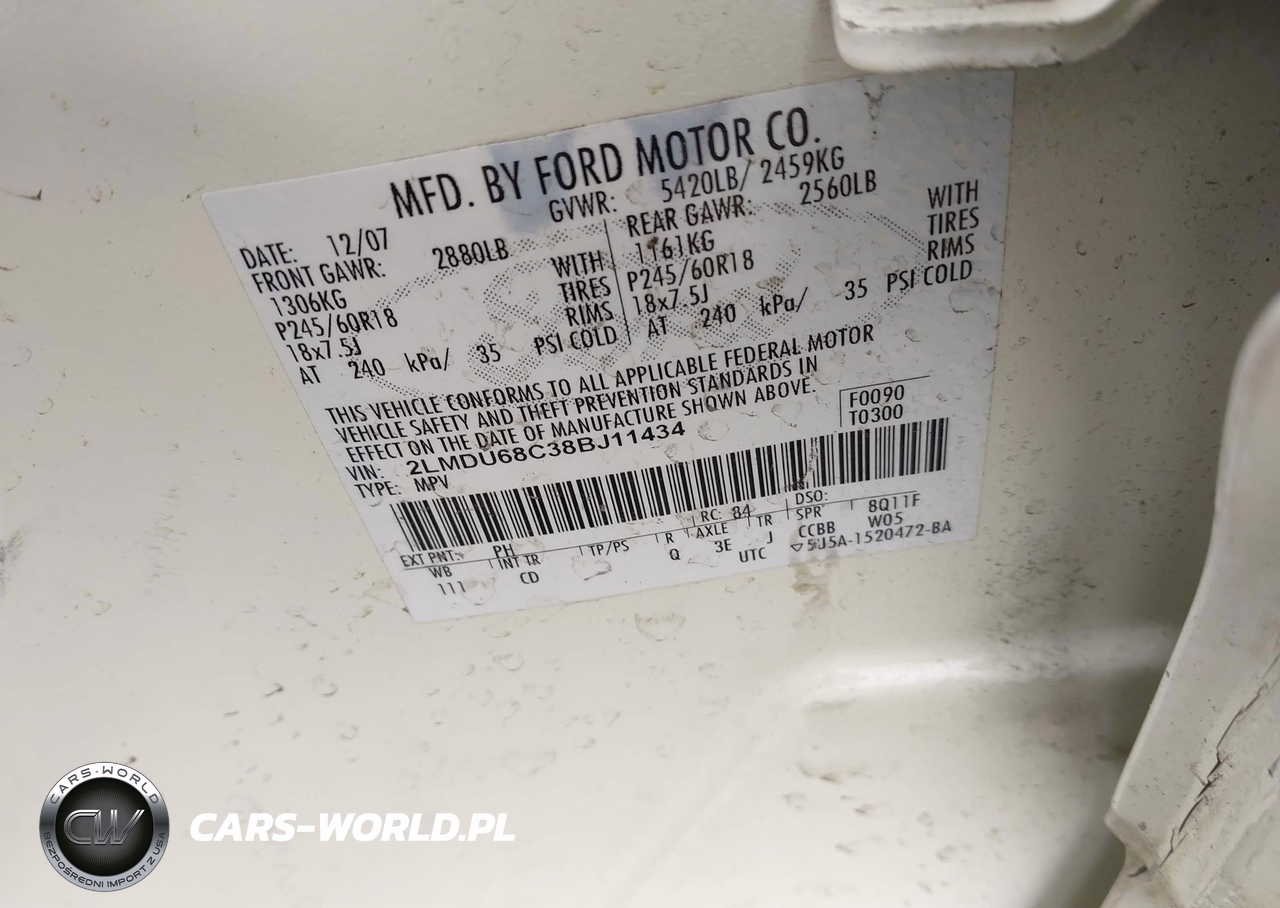 MFD. BY FORD MOTOR CO.
DATE: 12/07 GVWR: 5420LB/ 2459KG
FRONT GAWR: 2880LB REAR GAWR: 2560LB
1306KG WITH 1161KG WITH
P245/60R18 TIRES P245/60R18 TIRES
18x7.5J RIMS 18x7.5J RIMS
AT 240 kPa/ 35 PSI COLD AT 240 kPa/ 35 PSI COLD
THIS VEHICLE CONFORMS TO ALL APPLICABLE FEDERAL MOTOR
VEHICLE SAFETY AND THEFT PREVENTION STANDARDS IN
EFFECT ON THE DATE OF MANUFACTURE SHOWN ABOVE.
VIN: 2LMDU68C38BJ11434 F0090
TYPE: MPV T0300
EXT PNT: PH RC: 84 DSO:
WB INT TR TP/PS R AXLE TR SPR 8Q11F
111 CD Q 3E J CCBB W05
UTC ▽5U5A-1520472-BA
CARS-WORLD
CW
BEZPOŚREDNI IMPORT Z USA
CARS-WORLD.PL